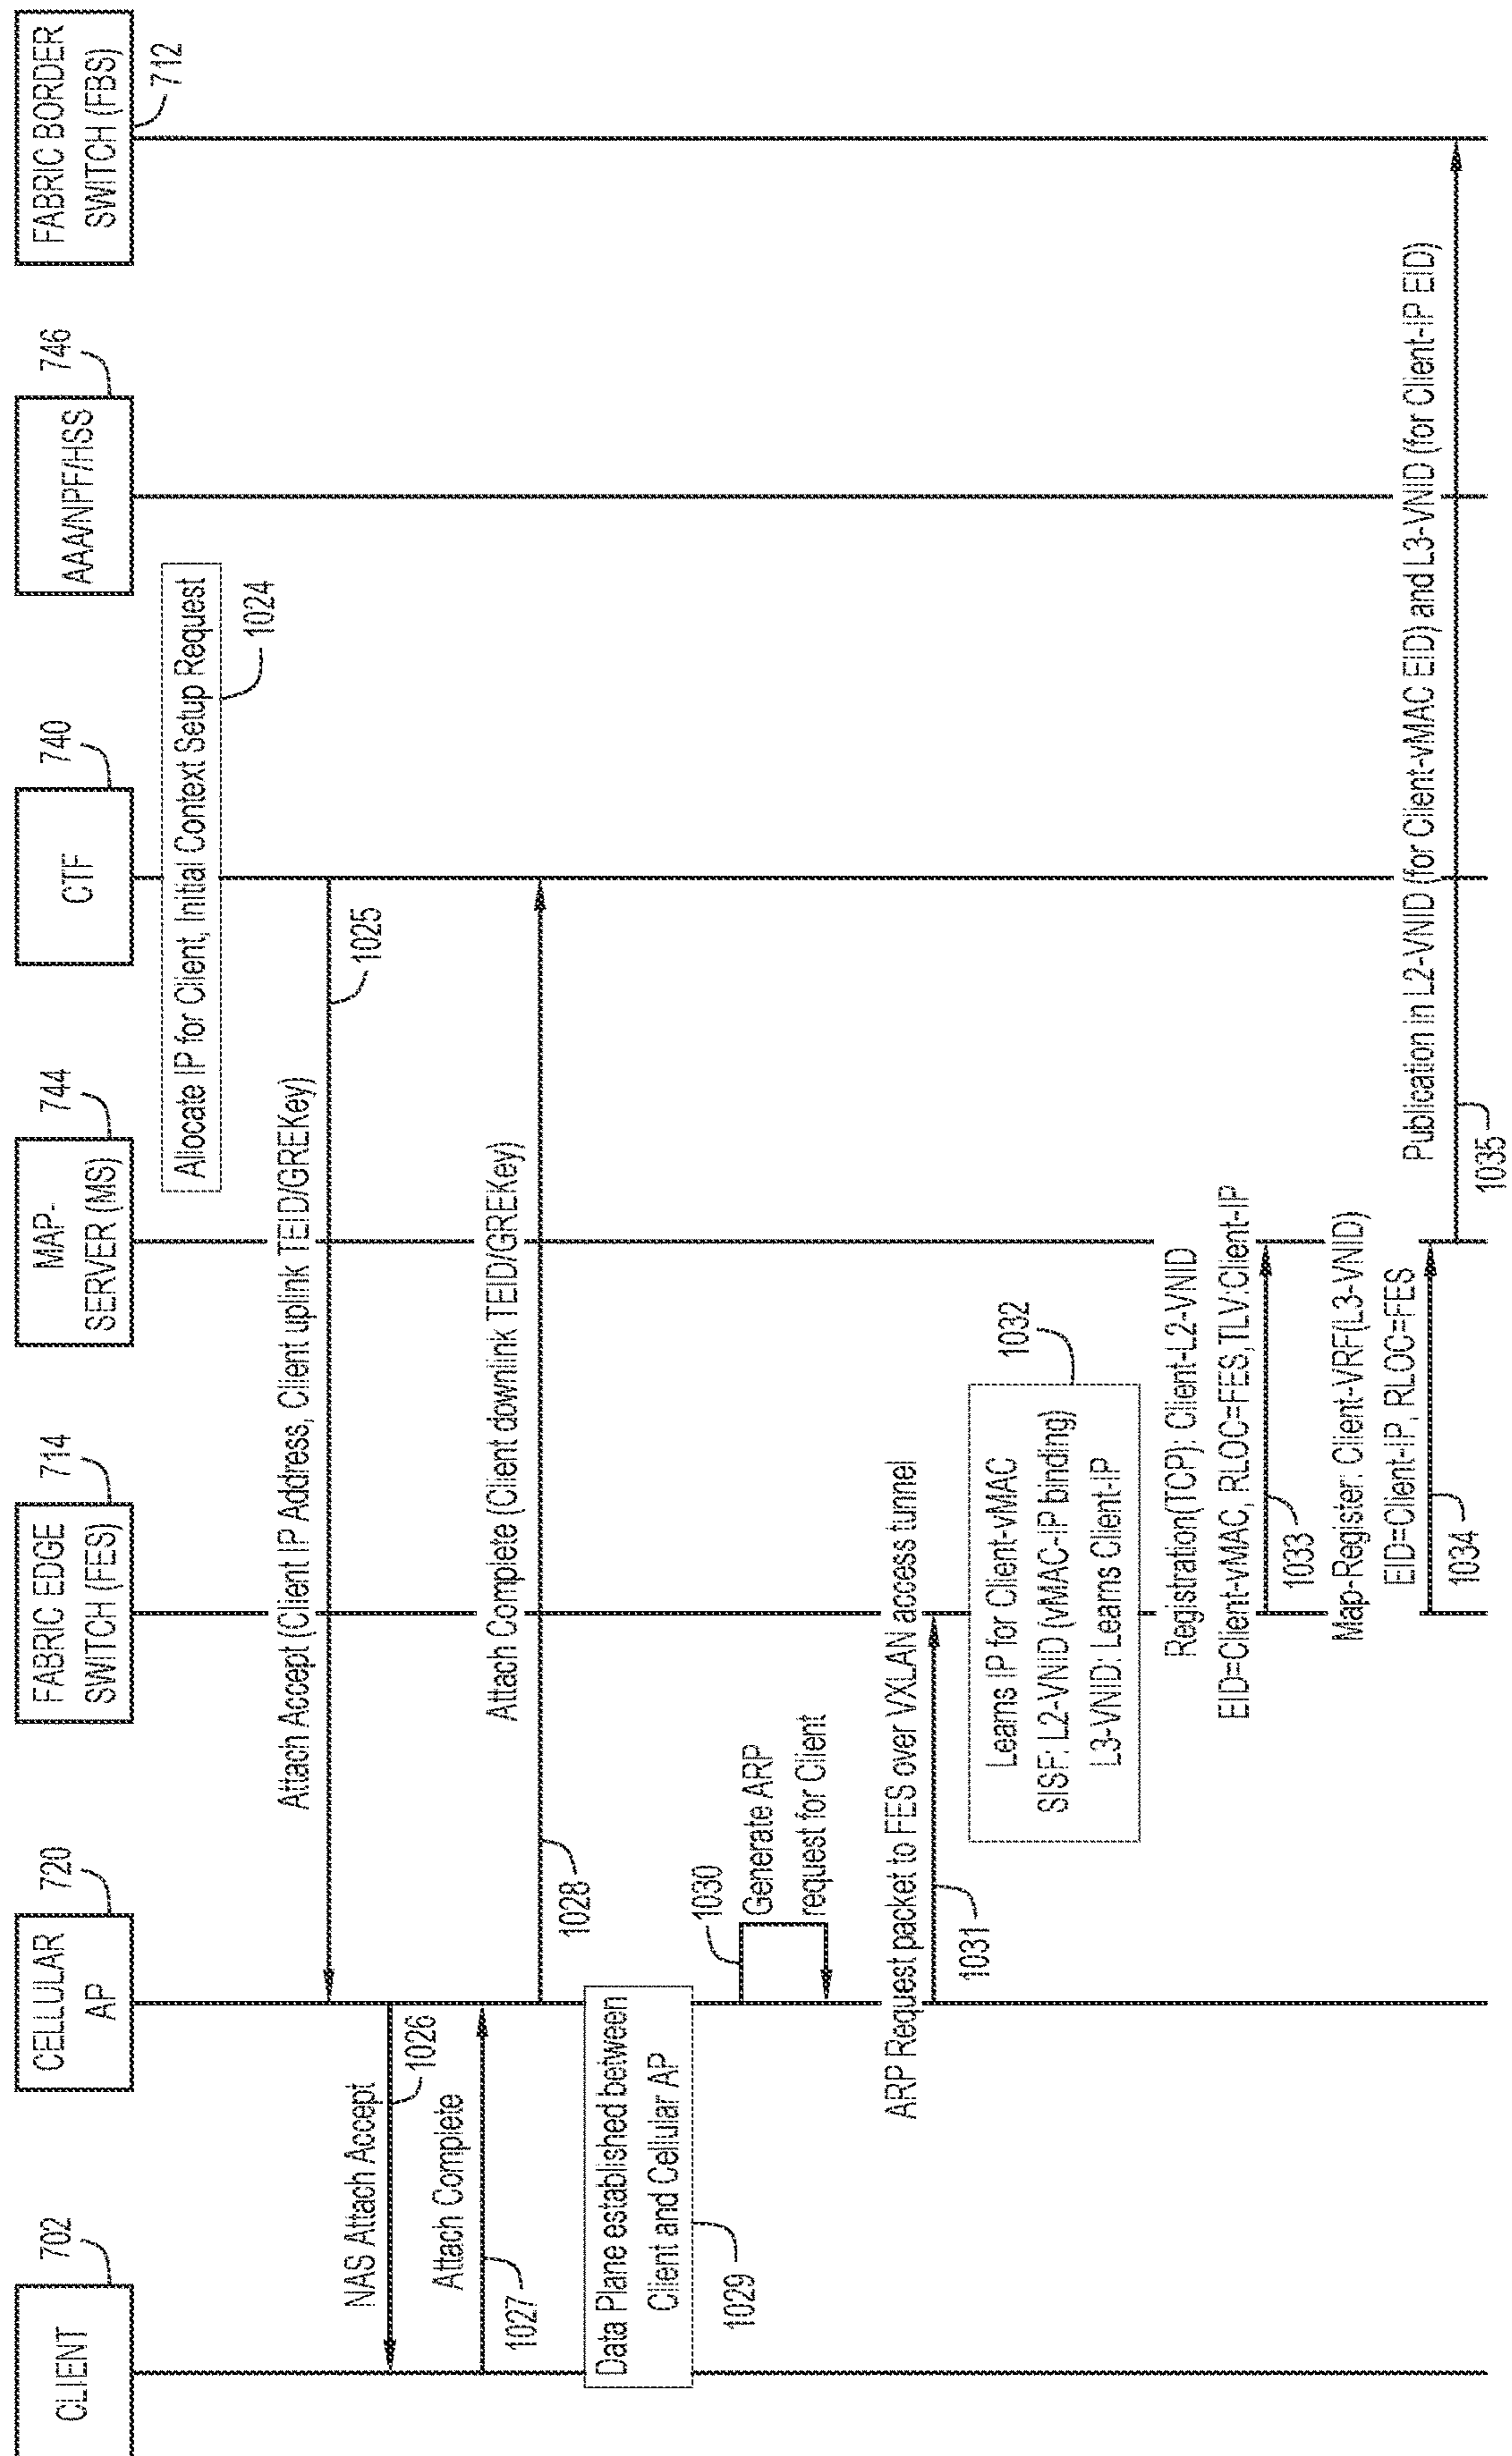 CLIENT
702
CELLULAR
AP
720
FABRIC EDGE
SWITCH (FES)
714
MAP-
SERVER (MS)
744
CTF
740
AAA/NPF/HSS
746
FABRIC BORDER
SWITCH (FBS)
712
Allocate IP for Client, Initial Context Setup Request
1024
Attach Accept (Client IP Address, Client uplink TEID/GREKey)
1025
NAS Attach Accept
1026
Attach Complete
1027
Attach Complete (Client downlink TEID/GREKey)
1028
Data Plane established between
Client and Cellular AP
1029
1030
Generate ARP
request for Client
ARP Request packet to FES over VXLAN access tunnel
1031
Learns IP for Client-vMAC
SISF: L2-VNID (vMAC-IP binding)
L3-VNID: Learns Client-IP
1032
Registration(TCP): Client-L2-VNID
EID=Client-vMAC, RLOC=FES,TLV:Client-IP
1033
Map-Register: Client-VRF(L3-VNID)
EID=Client-IP, RLOC=FES
1034
Publication in L2-VNID (for Client-vMAC EID) and L3-VNID (for Client-IP EID)
1035